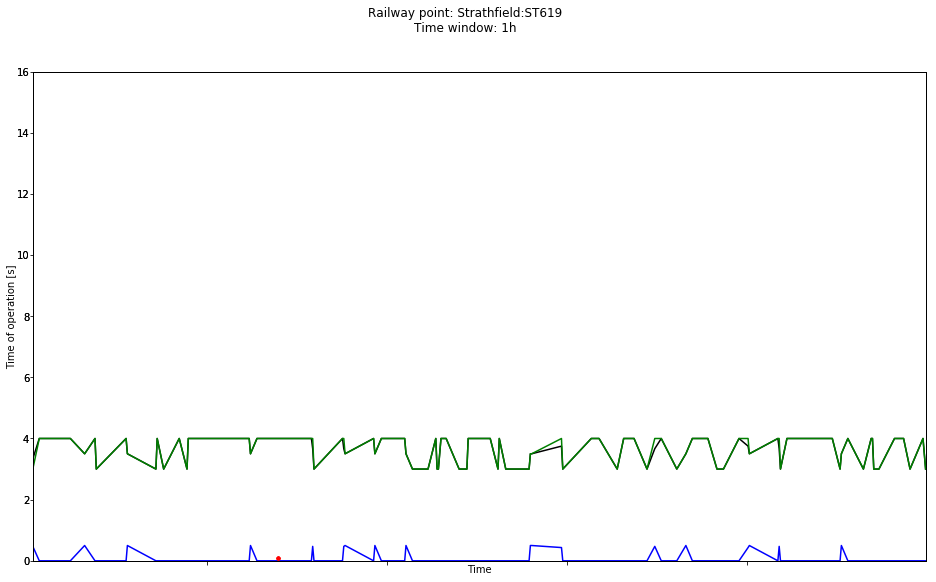 Railway point: Strathfield:ST619
Time window: 1h
16
14
12
10
8
6
4
2
0
Time of operation [s]
Time